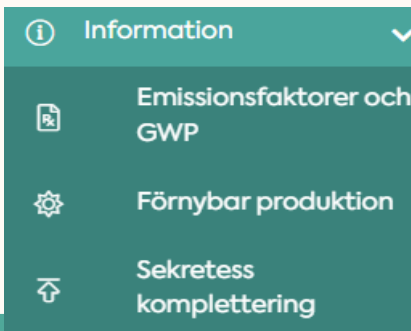 Information
Emissionsfaktorer och
GWP
Förnybar produktion
Sekretess
komplettering